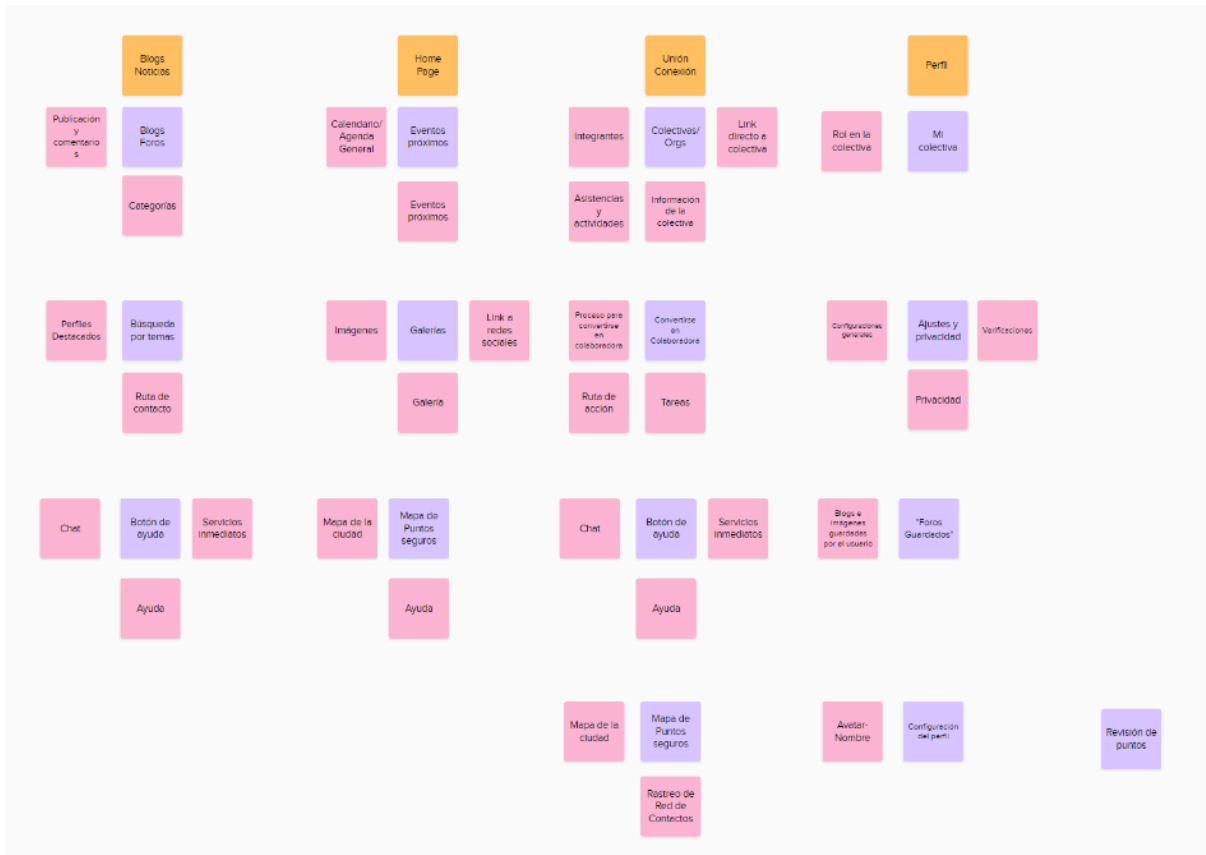 Blogs
Noticias
Home
Page
Unión
Conexión
Perfil
Publicación
y
comentario
s
Blogs
Foros
Calendario/
Agenda
General
Eventos
próximos
Integrantes
Colectivas/
Orgs
Link
directo a
colectiva
Rol en la
colectiva
Mi
colectiva
Categorías
Eventos
próximos
Asistencias
y
actividades
Información
de la
colectiva
Perfiles
Destacados
Búsqueda
por temas
Imágenes
Galerías
Link a
redes
sociales
Proceso para
convertirse
en
colaboradora
Convertirse
en
Colaboradora
Configuraciones
generales
Ajustes y
privacidad
Verificaciones
Ruta de
contacto
Galería
Ruta de
acción
Tareas
Privacidad
Chat
Botón de
ayuda
Servicios
inmediatos
Mapa de la
ciudad
Mapa de
Puntos
seguros
Chat
Botón de
ayuda
Servicios
inmediatos
Blogs e
imágenes
guardadas
por el usuario
"Foros
Guardados"
Ayuda
Ayuda
Ayuda
Mapa de la
ciudad
Mapa de
Puntos
seguros
Avatar-
Nombre
Configuración
del perfil
Revisión de
puntos
Rastreo de
Red de
Contactos